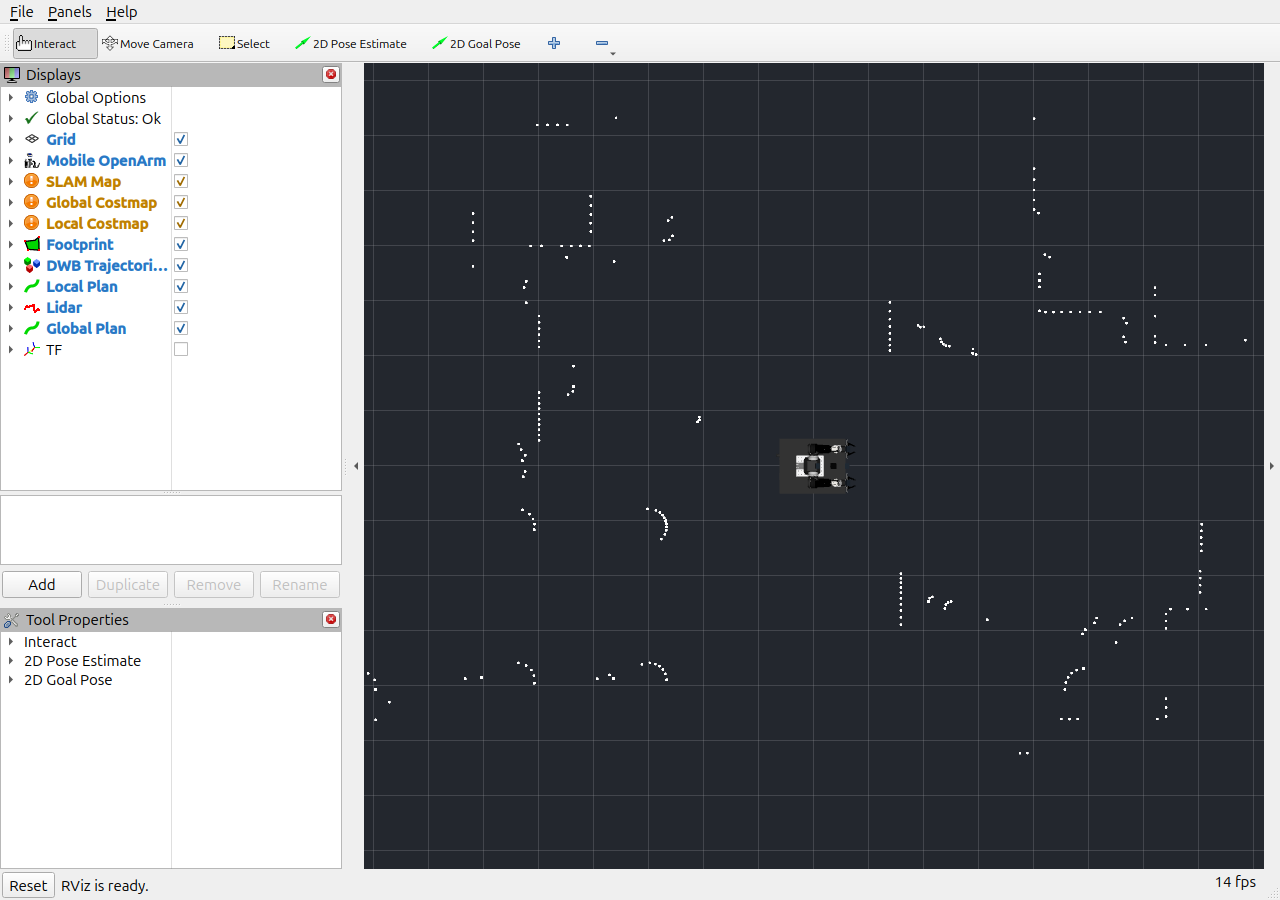 File Panels Help
Interact Move Camera Select 2D Pose Estimate 2D Goal Pose
Displays
Global Options
Global Status: Ok
Grid
Mobile OpenArm
SLAM Map
Global Costmap
Local Costmap
Footprint
DWB Trajectori...
Local Plan
Lidar
Global Plan
TF
Add Duplicate Remove Rename
Tool Properties
Interact
2D Pose Estimate
2D Goal Pose
Reset RViz is ready. 14 fps